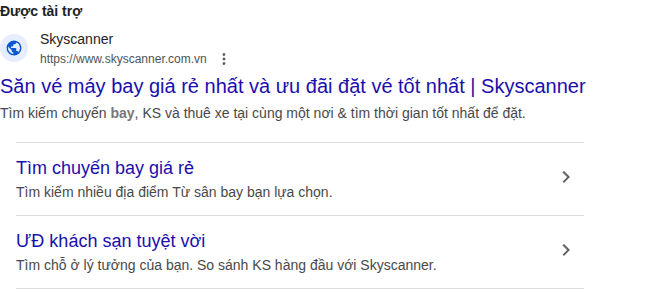 Được tài trợ
Skyscanner
https://www.skyscanner.com.vn
Săn vé máy bay giá rẻ nhất và ưu đãi đặt vé tốt nhất | Skyscanner
Tìm kiếm chuyến bay, KS và thuê xe tại cùng một nơi & tìm thời gian tốt nhất để đặt.
Tìm chuyến bay giá rẻ
Tìm kiếm nhiều địa điểm Từ sân bay bạn lựa chọn.
ƯĐ khách sạn tuyệt vời
Tìm chỗ ở lý tưởng của bạn. So sánh KS hàng đầu với Skyscanner.